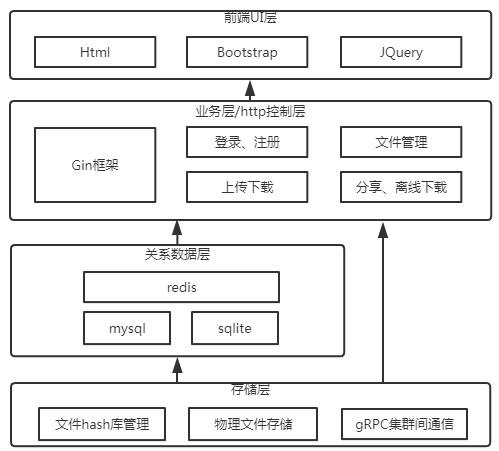 前端UI层
Html
Bootstrap
JQuery
业务层/http控制层
Gin框架
登录、注册
文件管理
上传下载
分享、离线下载
关系数据层
redis
mysql
sqlite
存储层
文件hash库管理
物理文件存储
gRPC集群间通信